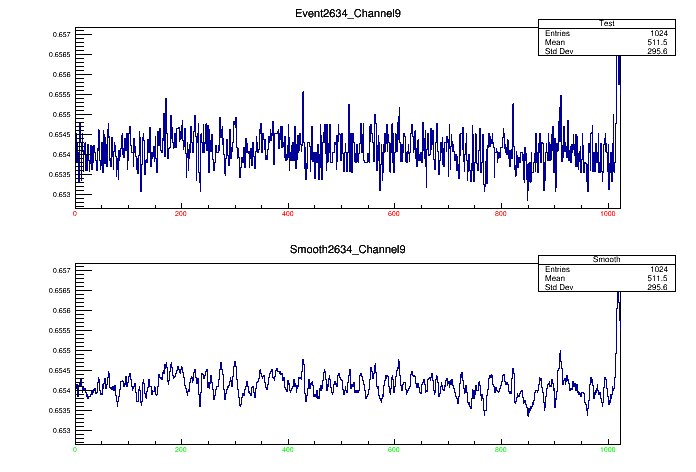 Event2634_Channel9
Test
Entries 1024
Mean 511.5
Std Dev 295.6
0.657
0.6565
0.656
0.6555
0.655
0.6545
0.654
0.6535
0.653
0 200 400 600 800 1000
Smooth2634_Channel9
Smooth
Entries 1024
Mean 511.5
Std Dev 295.6
0.657
0.6565
0.656
0.6555
0.655
0.6545
0.654
0.6535
0.653
0 200 400 600 800 1000